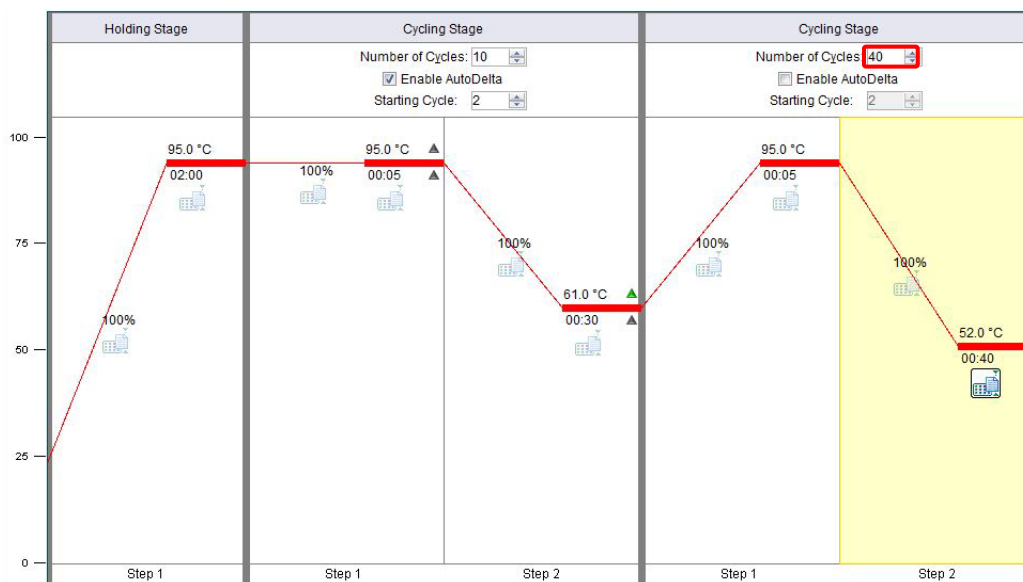 Holding Stage
Cycling Stage
Cycling Stage
Number of Cycles: 10
Enable AutoDelta
Starting Cycle: 2
Number of Cycles: 40
Enable AutoDelta
Starting Cycle: 2
100
75
50
25
0
95.0 °C
02:00
100%
95.0 °C
00:05
100%
61.0 °C
00:30
100%
95.0 °C
00:05
100%
52.0 °C
00:40
100%
Step 1
Step 1
Step 2
Step 1
Step 2